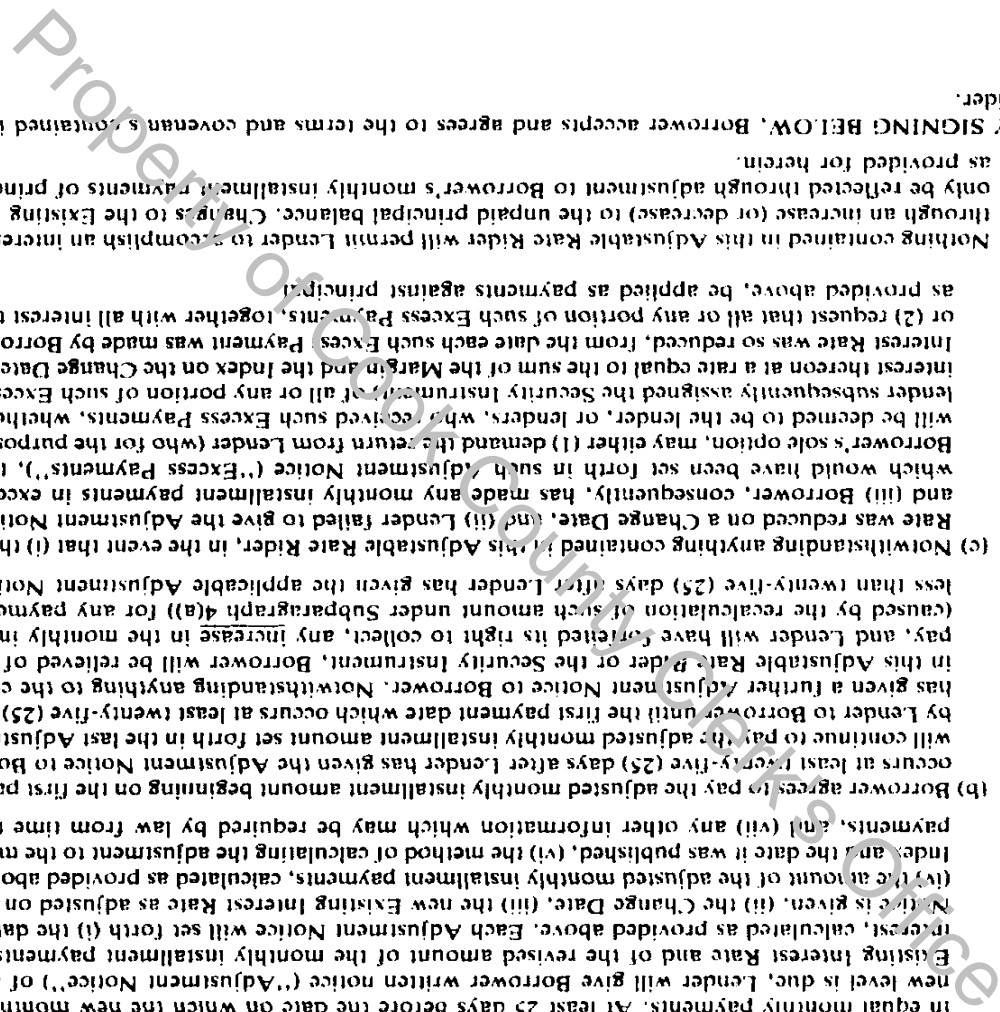 in equal monthly payments. At least 25 days before the date on which the new month
new level is due, Lender will give Borrower written notice ("Adjustment Notice") of
Existing Interest Rate and of the revised amount of the monthly installment payments
interest, calculated as provided above. Each Adjustment Notice will set forth (i) the da
Notice is given, (ii) the Change Date, (iii) the new Existing Interest Rate as adjusted on
(iv) the amount of the adjusted monthly installment payments, calculated as provided abo
Index and the date it was published, (vi) the method of calculating the adjustment to the m
payments, and (vii) any other information which may be required by law from time t
(b) Borrower agrees to pay the adjusted monthly installment amount beginning on the first pa
occurs at least twenty-five (25) days after Lender has given the Adjustment Notice to Bo
will continue to pay the adjusted monthly installment amount set forth in the last Adjust
by Lender to Borrower until the first payment date which occurs at least twenty-five (25)
has given a further Adjustment Notice to Borrower. Notwithstanding anything to the c
in this Adjustable Rate Rider or the Security Instrument, Borrower will be relieved of
pay, and Lender will have forfeited its right to collect, any increase in the monthly in
(caused by the recalculation of such amount under Subparagraph 4(a)) for any payme
less than twenty-five (25) days after Lender has given the applicable Adjustment Noti
(c) Notwithstanding anything contained in this Adjustable Rate Rider, in the event that (i) th
Rate was reduced on a Change Date, and (ii) Lender failed to give the Adjustment Noti
and (iii) Borrower, consequently, has made any monthly installment payments in exce
which would have been set forth in such Adjustment Notice ("Excess Payments"), t
Borrower's sole option, may either (1) demand the return from Lender (who for the purpos
will be deemed to be the lender, or lenders, who received such Excess Payments, whethe
lender subsequently assigned the Security Instrument) of all or any portion of such Exces
interest thereon at a rate equal to the sum of the Margin and the Index on the Change Date
Interest Rate was so reduced, from the date each such Excess Payment was made by Borro
or (2) request that all or any portion of such Excess Payments, together with all interest t
as provided above, be applied as payments against principal
Nothing contained in this Adjustable Rate Rider will permit Lender to accomplish an interes
through an increase (or decrease) to the unpaid principal balance. Changes to the Existing
only be reflected through adjustment to Borrower's monthly installment payments of princ
as provided for herein.
SIGNING BELOW, Borrower accepts and agrees to the terms and covenants contained i
ider.
Property of Cook County Clerk's Office